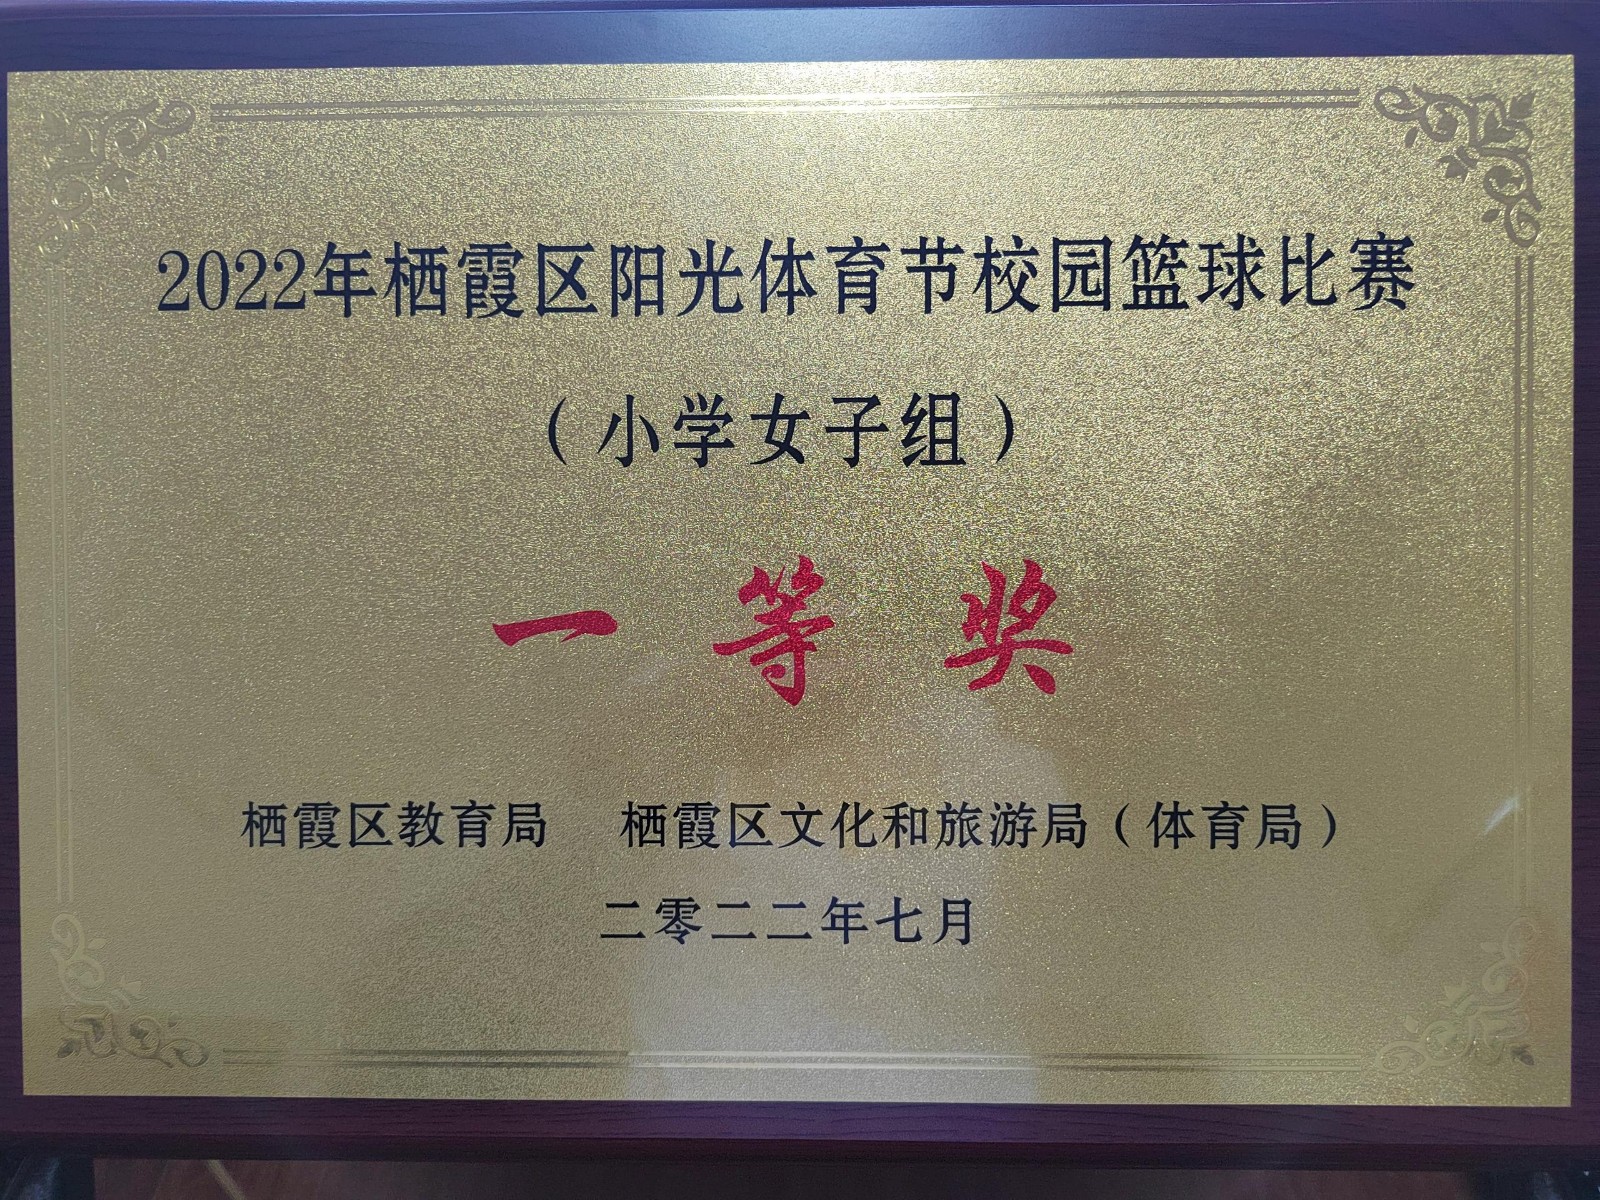 2022年栖霞区阳光体育节校园篮球比赛
（小学女子组）
一等奖
栖霞区教育局 栖霞区文化和旅游局（体育局）
二零二二年七月